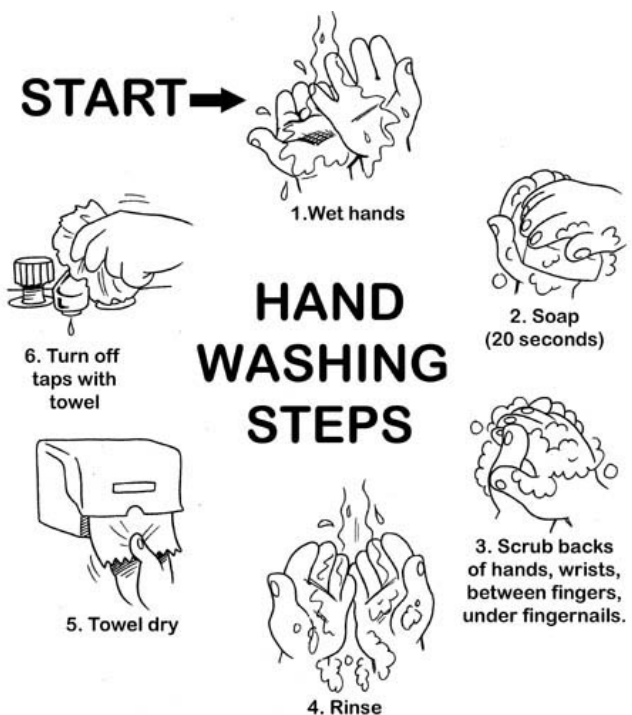 START
1.Wet hands
2. Soap
(20 seconds)
3. Scrub backs
of hands, wrists,
between fingers,
under fingernails.
4. Rinse
5. Towel dry
6. Turn off
taps with
towel
HAND
WASHING
STEPS